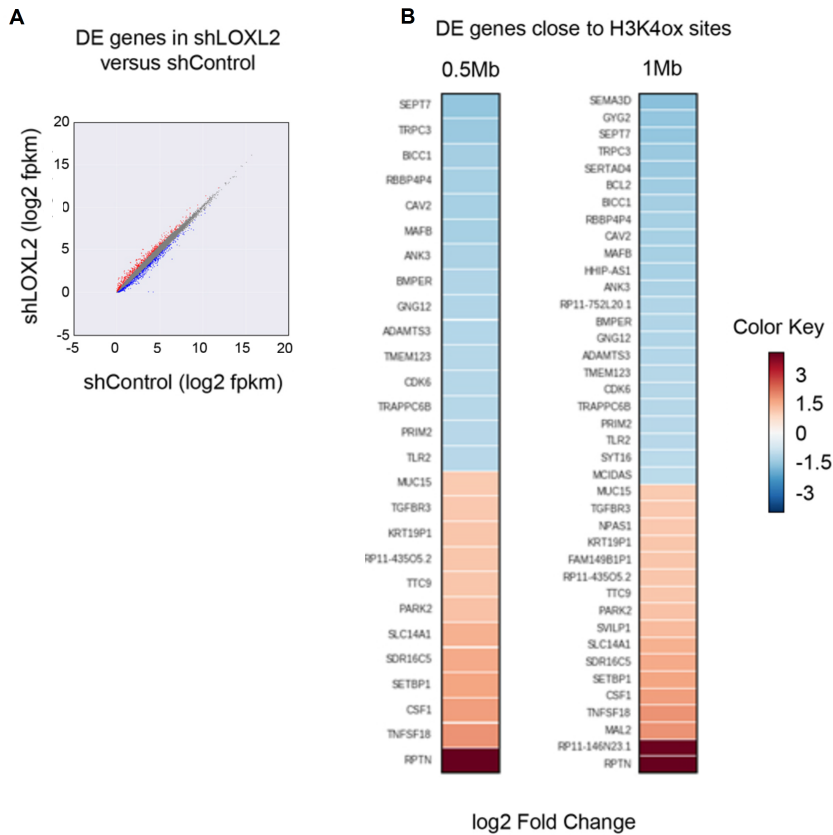 A
DE genes in shLOXL2
versus shControl
20
15
0
5
0
-5
-5
0
5
10
15
20
shLOXL2 (log2 fpkm)
shControl (log2 fpkm)
B
DE genes close to H3K4ox sites
0.5Mb
SEPT7
TRPC3
BICC1
RBBP4P4
CAV2
MAFB
ANK3
BMPER
GNG12
ADAMTS3
TMEM123
CDK6
TRAPPC6B
PRIM2
TLR2
MUC15
TGFBR3
KRT19P1
RP11-435O5.2
TTC9
PARK2
SLC14A1
SDR16C5
SETBP1
CSF1
TNFSF18
RPTN
1Mb
SEMA3D
GYG2
SEPT7
TRPC3
SERTAD4
BCL2
BICC1
RBBP4P4
CAV2
MAFB
HHIP-AS1
ANK3
RP11-752L20.1
BMPER
GNG12
ADAMTS3
TMEM123
CDK6
TRAPPC6B
PRIM2
TLR2
SYT16
MCIDAS
MUC15
TGFBR3
NPAS1
KRT19P1
FAM149B1P1
RP11-435O5.2
TTC9
PARK2
SVILP1
SLC14A1
SDR16C5
SETBP1
CSF1
TNFSF18
MAL2
RP11-146N23.1
RPTN
Color Key
3
1.5
0
-1.5
-3
log2 Fold Change